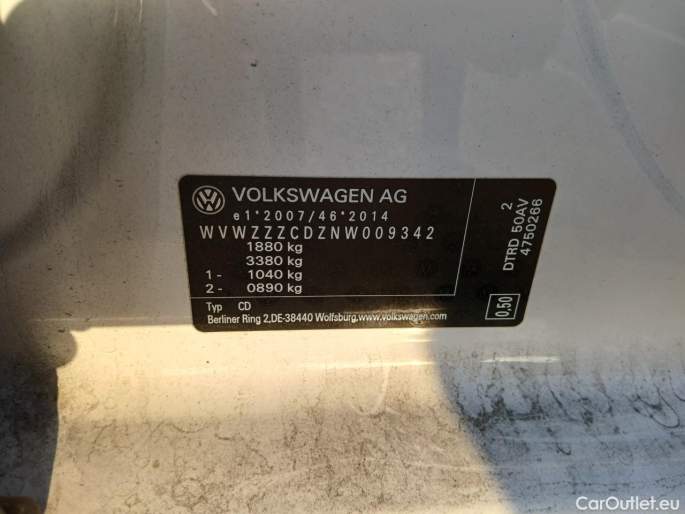 VOLKSWAGEN AG
e1*2007/46*2014
WVWZZZCDZNW009342
1880 kg
3380 kg
1 - 1040 kg
2 - 0890 kg
Typ CD
Berliner Ring 2,DE-38440 Wolfsburg,www.volkswagen.com
2
DTRD 50AV
4750266
0,50
CarOutlet.eu